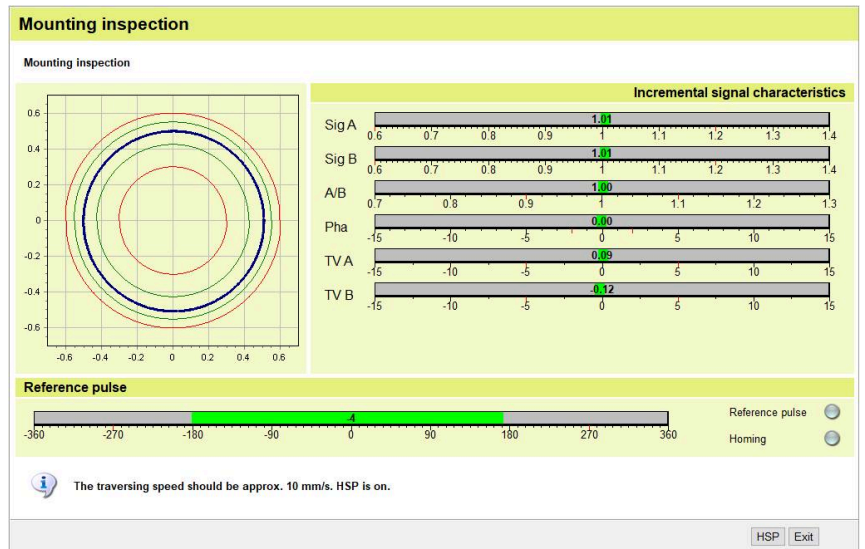 Mounting inspection
Mounting inspection
Incremental signal characteristics
0.6
0.4
0.2
0
-0.2
-0.4
-0.6
-0.6 -0.4 -0.2 0 0.2 0.4 0.6
Sig A 1.01
0.6 0.7 0.8 0.9 1 1.1 1.2 1.3 1.4
Sig B 1.01
0.6 0.7 0.8 0.9 1 1.1 1.2 1.3 1.4
A/B 1.00
0.7 0.8 0.9 1 1.1 1.2 1.3
Pha 0.00
-15 -10 -5 0 5 10 15
TV A 0.09
-15 -10 -5 0 5 10 15
TV B -0.12
-15 -10 -5 0 5 10 15
Reference pulse
-4
-360 -270 -180 -90 0 90 180 270 360
Reference pulse
Homing
The traversing speed should be approx. 10 mm/s. HSP is on.
HSP Exit